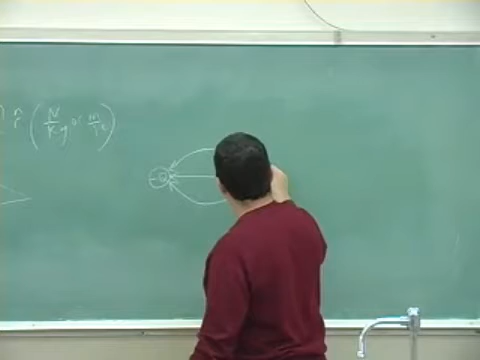 r̂ (N/Kg or m/s²)
-Q